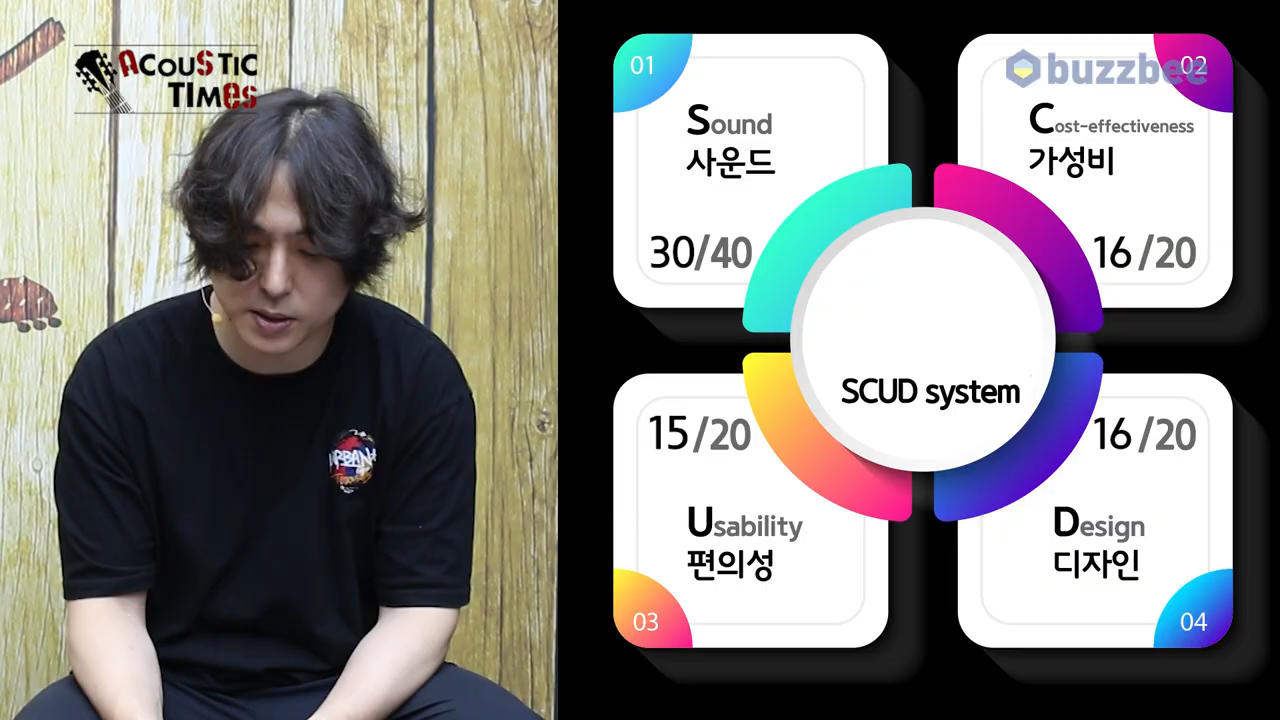 ACOUSTIC
TIMES
buzzbee
01
Sound
사운드
30/40
02
Cost-effectiveness
가성비
16/20
SCUD system
15/20
Usability
편의성
03
16/20
Design
디자인
04
URBAN